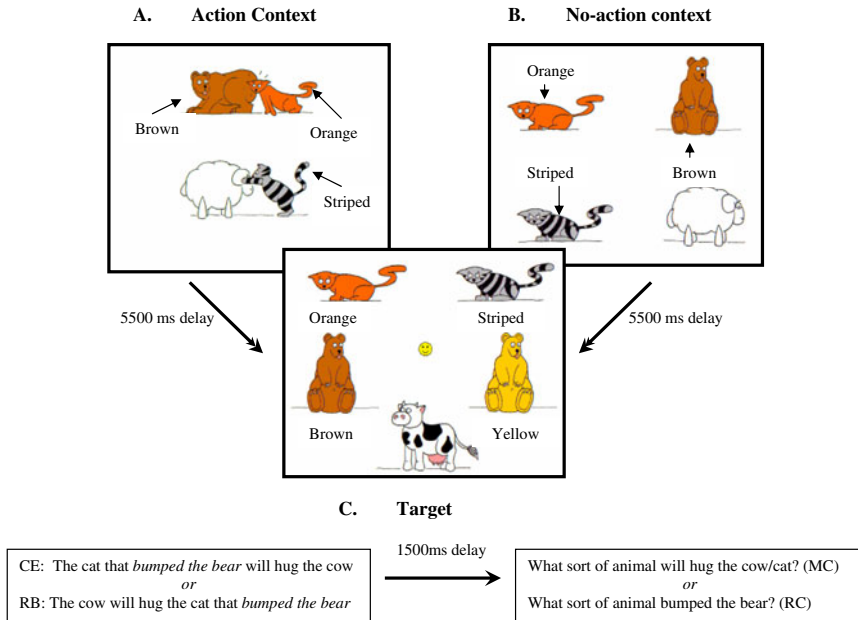 A. Action Context
Brown
Orange
Striped
B. No-action context
Orange
Striped
Brown
5500 ms delay
5500 ms delay
Orange
Striped
Brown
Yellow
C. Target
CE: The cat that bumped the bear will hug the cow
or
RB: The cow will hug the cat that bumped the bear
1500ms delay
What sort of animal will hug the cow/cat? (MC)
or
What sort of animal bumped the bear? (RC)